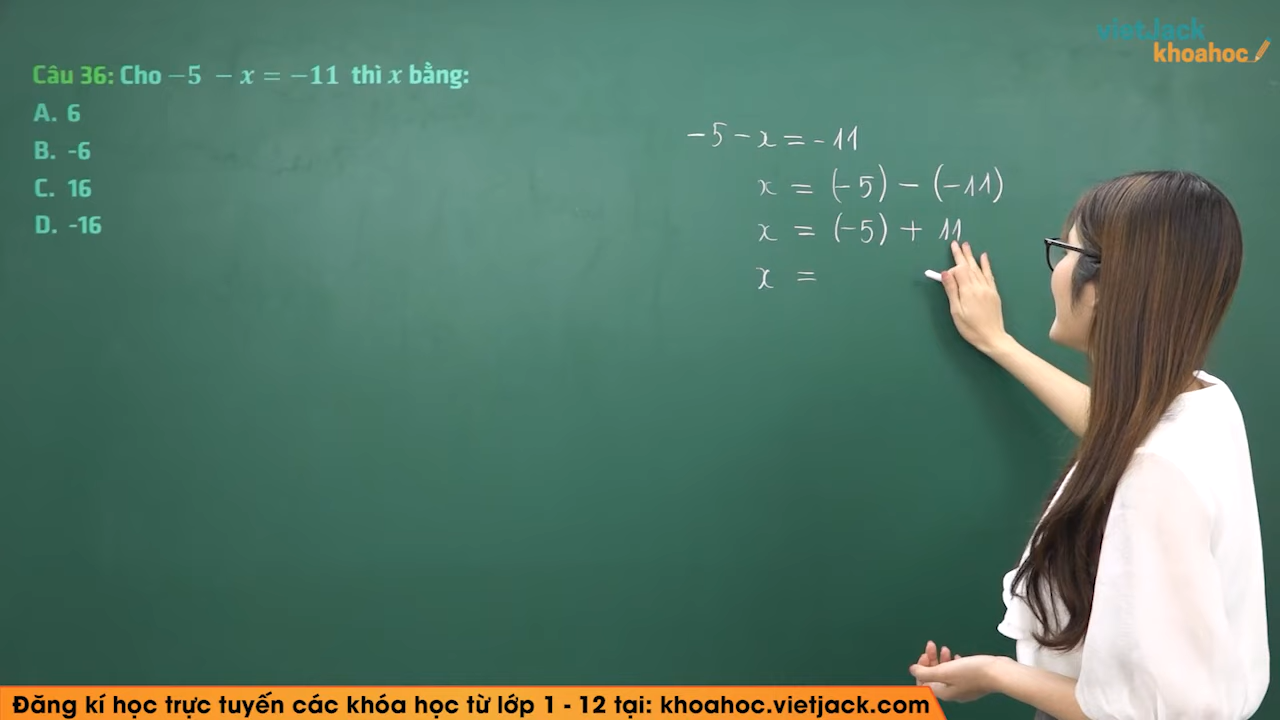 vietJack
khoahoc
Câu 36: Cho −5 − x = −11 thì x bằng:
A. 6
B. -6
C. 16
D. -16
-5 - x = -11
x = (-5) - (-11)
x = (-5) + 11
x =
Đăng kí học trực tuyến các khóa học từ lớp 1 - 12 tại: khoahoc.vietjack.com